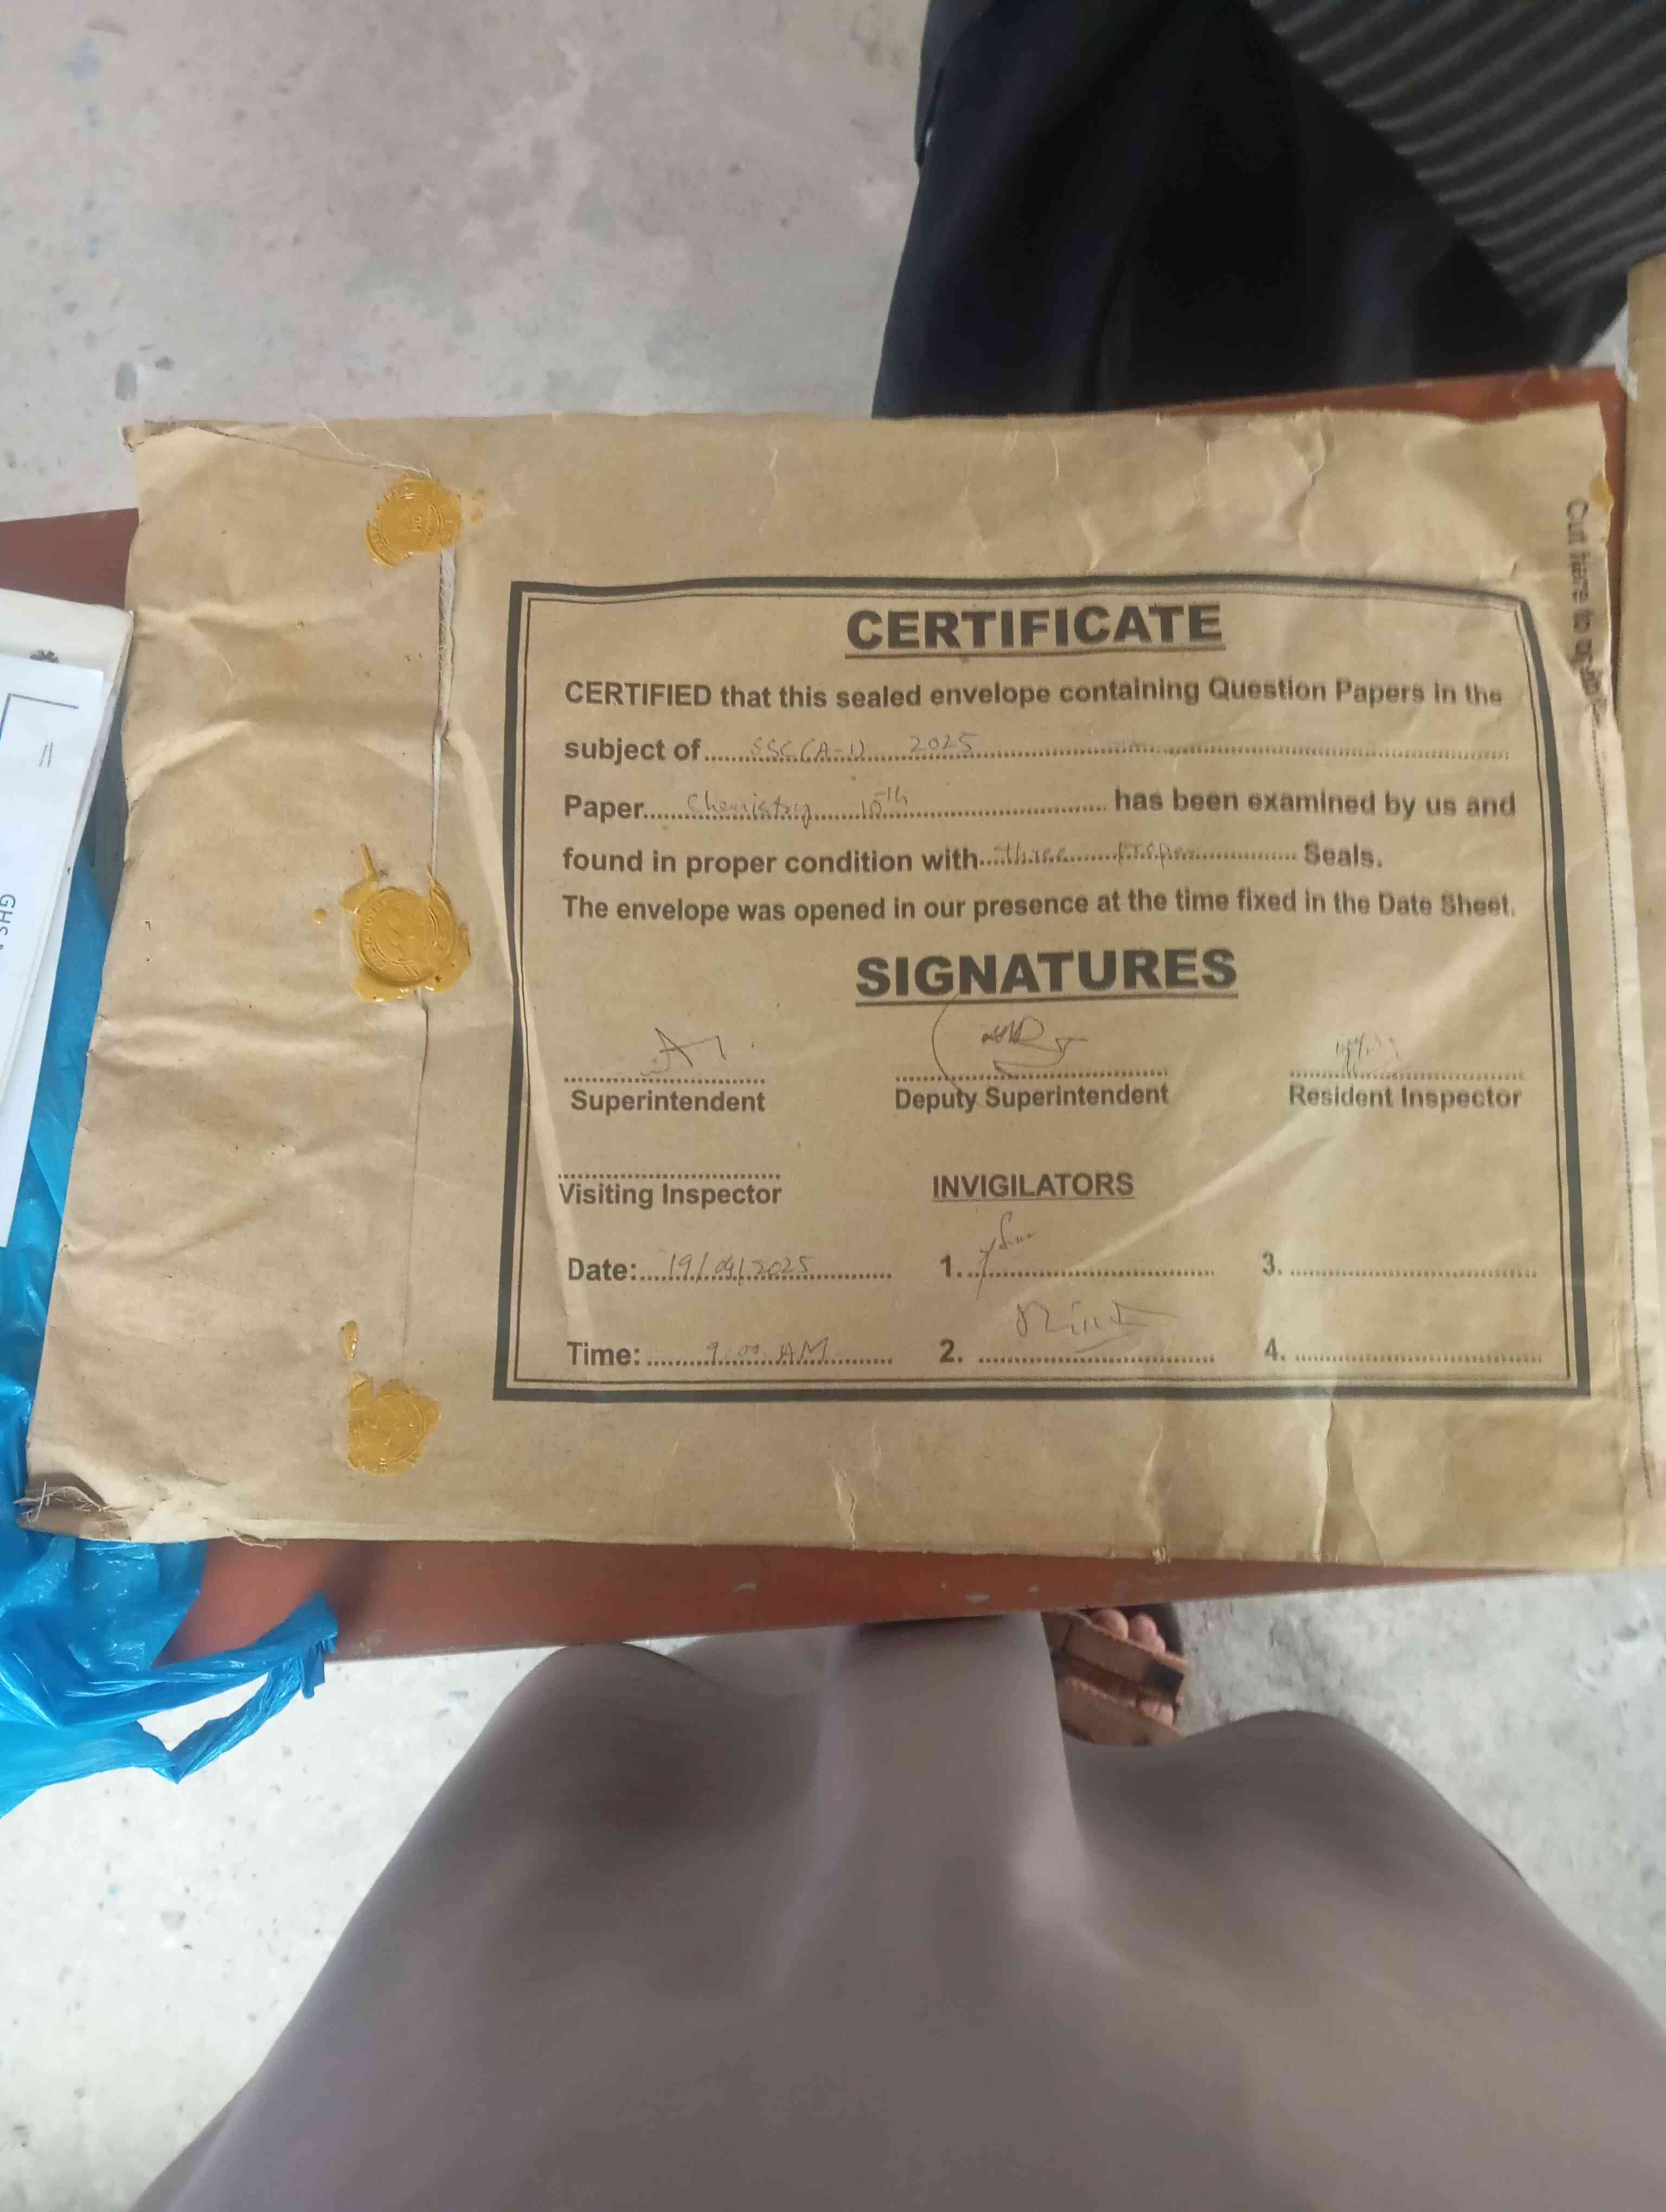 CERTIFICATE
CERTIFIED that this sealed envelope containing Question Papers in the
subject of SSC (A-I) 2025
Paper Chemistry 10th has been examined by us and
found in proper condition with three proper Seals.
The envelope was opened in our presence at the time fixed in the Date Sheet.
SIGNATURES
Superintendent Deputy Superintendent Resident Inspector
Visiting Inspector INVIGILATORS
Date: 19/04/2025 1. 3.
Time: 9:00 AM 2. 4.
Cut here to
GHS